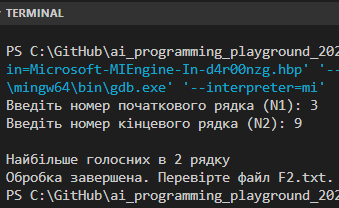 TERMINAL
PS C:\GitHub\ai_programming_playground_202
in=Microsoft-MIEngine-In-d4r00nzg.hbp' '--
\mingw64\bin\gdb.exe' '--interpreter=mi'
Введіть номер початкового рядка (N1): 3
Введіть номер кінцевого рядка (N2): 9
Найбільше голосних в 2 рядку
Обробка завершена. Перевірте файл F2.txt.
PS C:\GitHub\ai_programming_playground_202